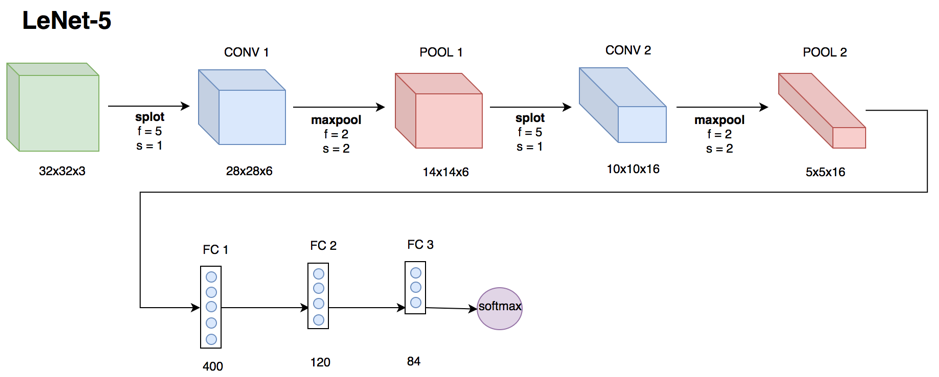 LeNet-5
CONV 1
POOL 1
CONV 2
POOL 2
splot
f = 5
s = 1
maxpool
f = 2
s = 2
splot
f = 5
s = 1
maxpool
f = 2
s = 2
32x32x3
28x28x6
14x14x6
10x10x16
5x5x16
FC 1
FC 2
FC 3
softmax
400
120
84